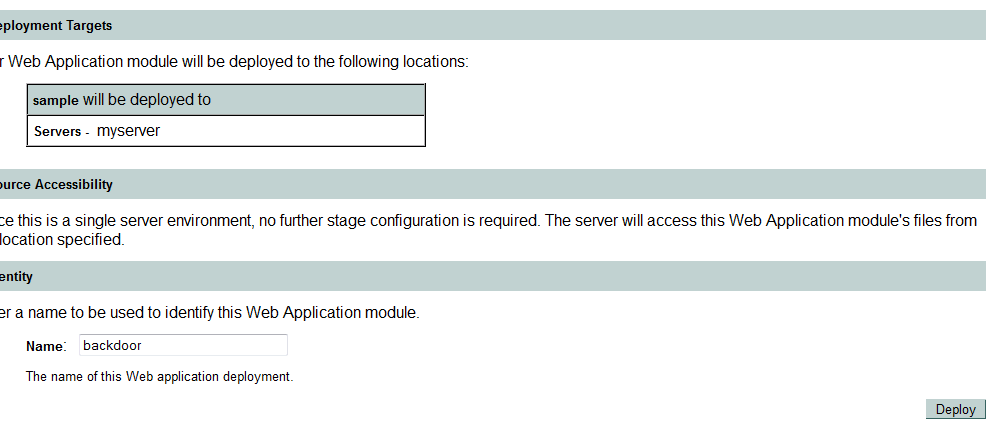 eployment Targets
r Web Application module will be deployed to the following locations:
sample will be deployed to
Servers - myserver
ource Accessibility
ce this is a single server environment, no further stage configuration is required. The server will access this Web Application module's files from
location specified.
entity
er a name to be used to identify this Web Application module.
Name: backdoor
The name of this Web application deployment.
Deploy